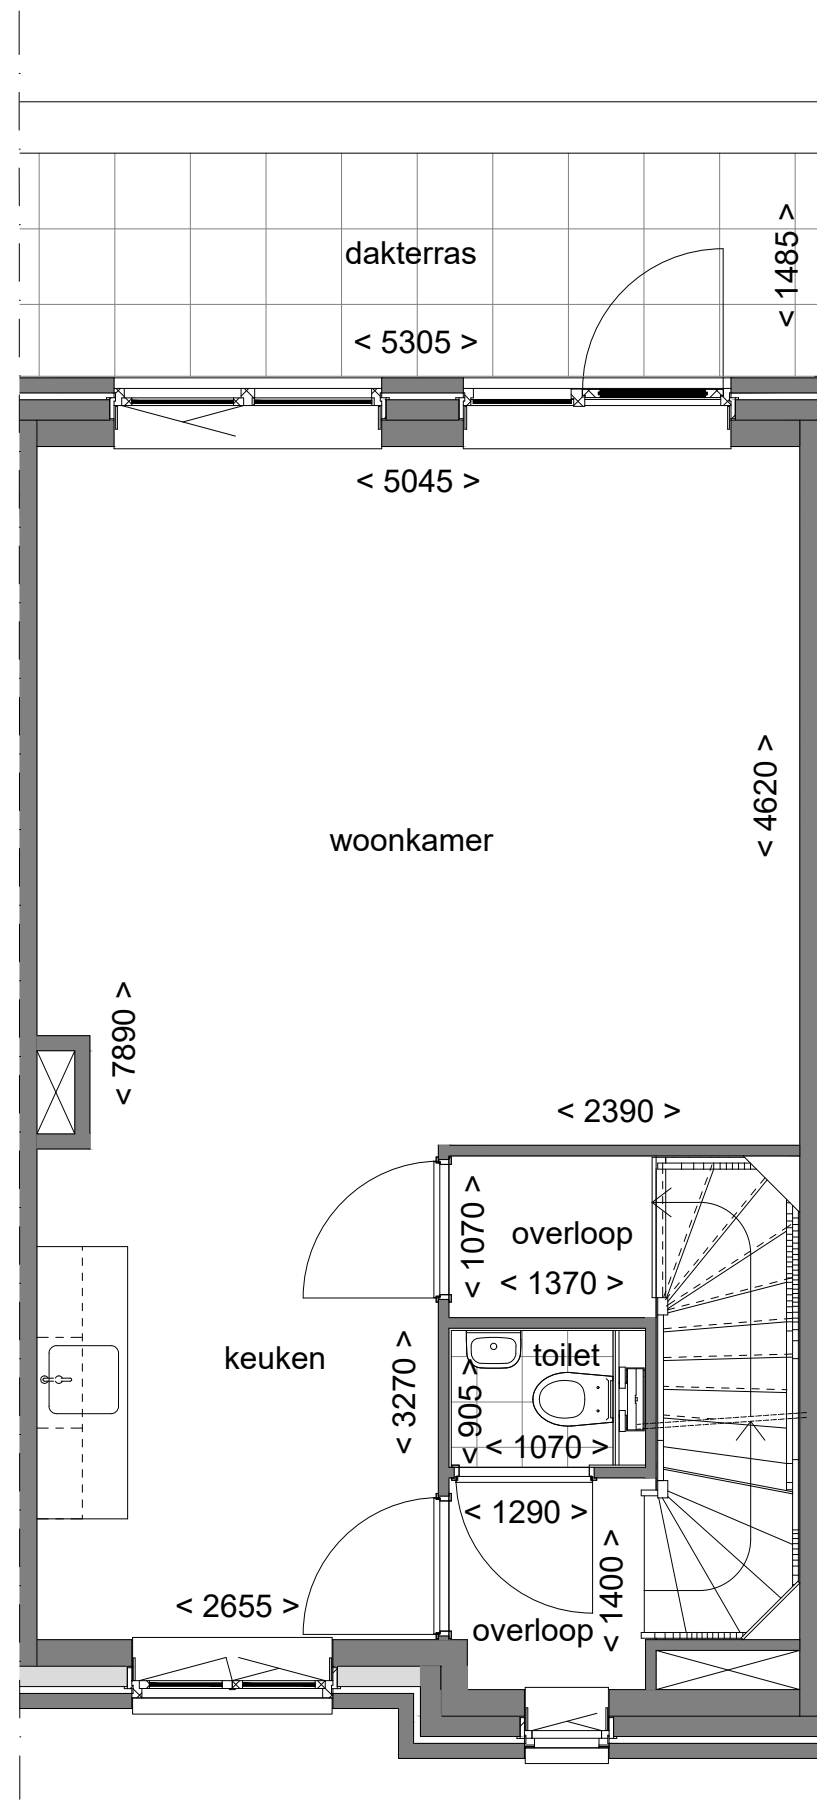 dakterras
< 1485 >
< 5305 >
< 5045 >
woonkamer
< 4620 >
< 7890 >
< 2390 >
< 1070 >
overloop
< 1370 >
keuken
< 3270 >
toilet
< 905 >
< 1070 >
< 1290 >
< 1400 >
< 2655 >
overloop